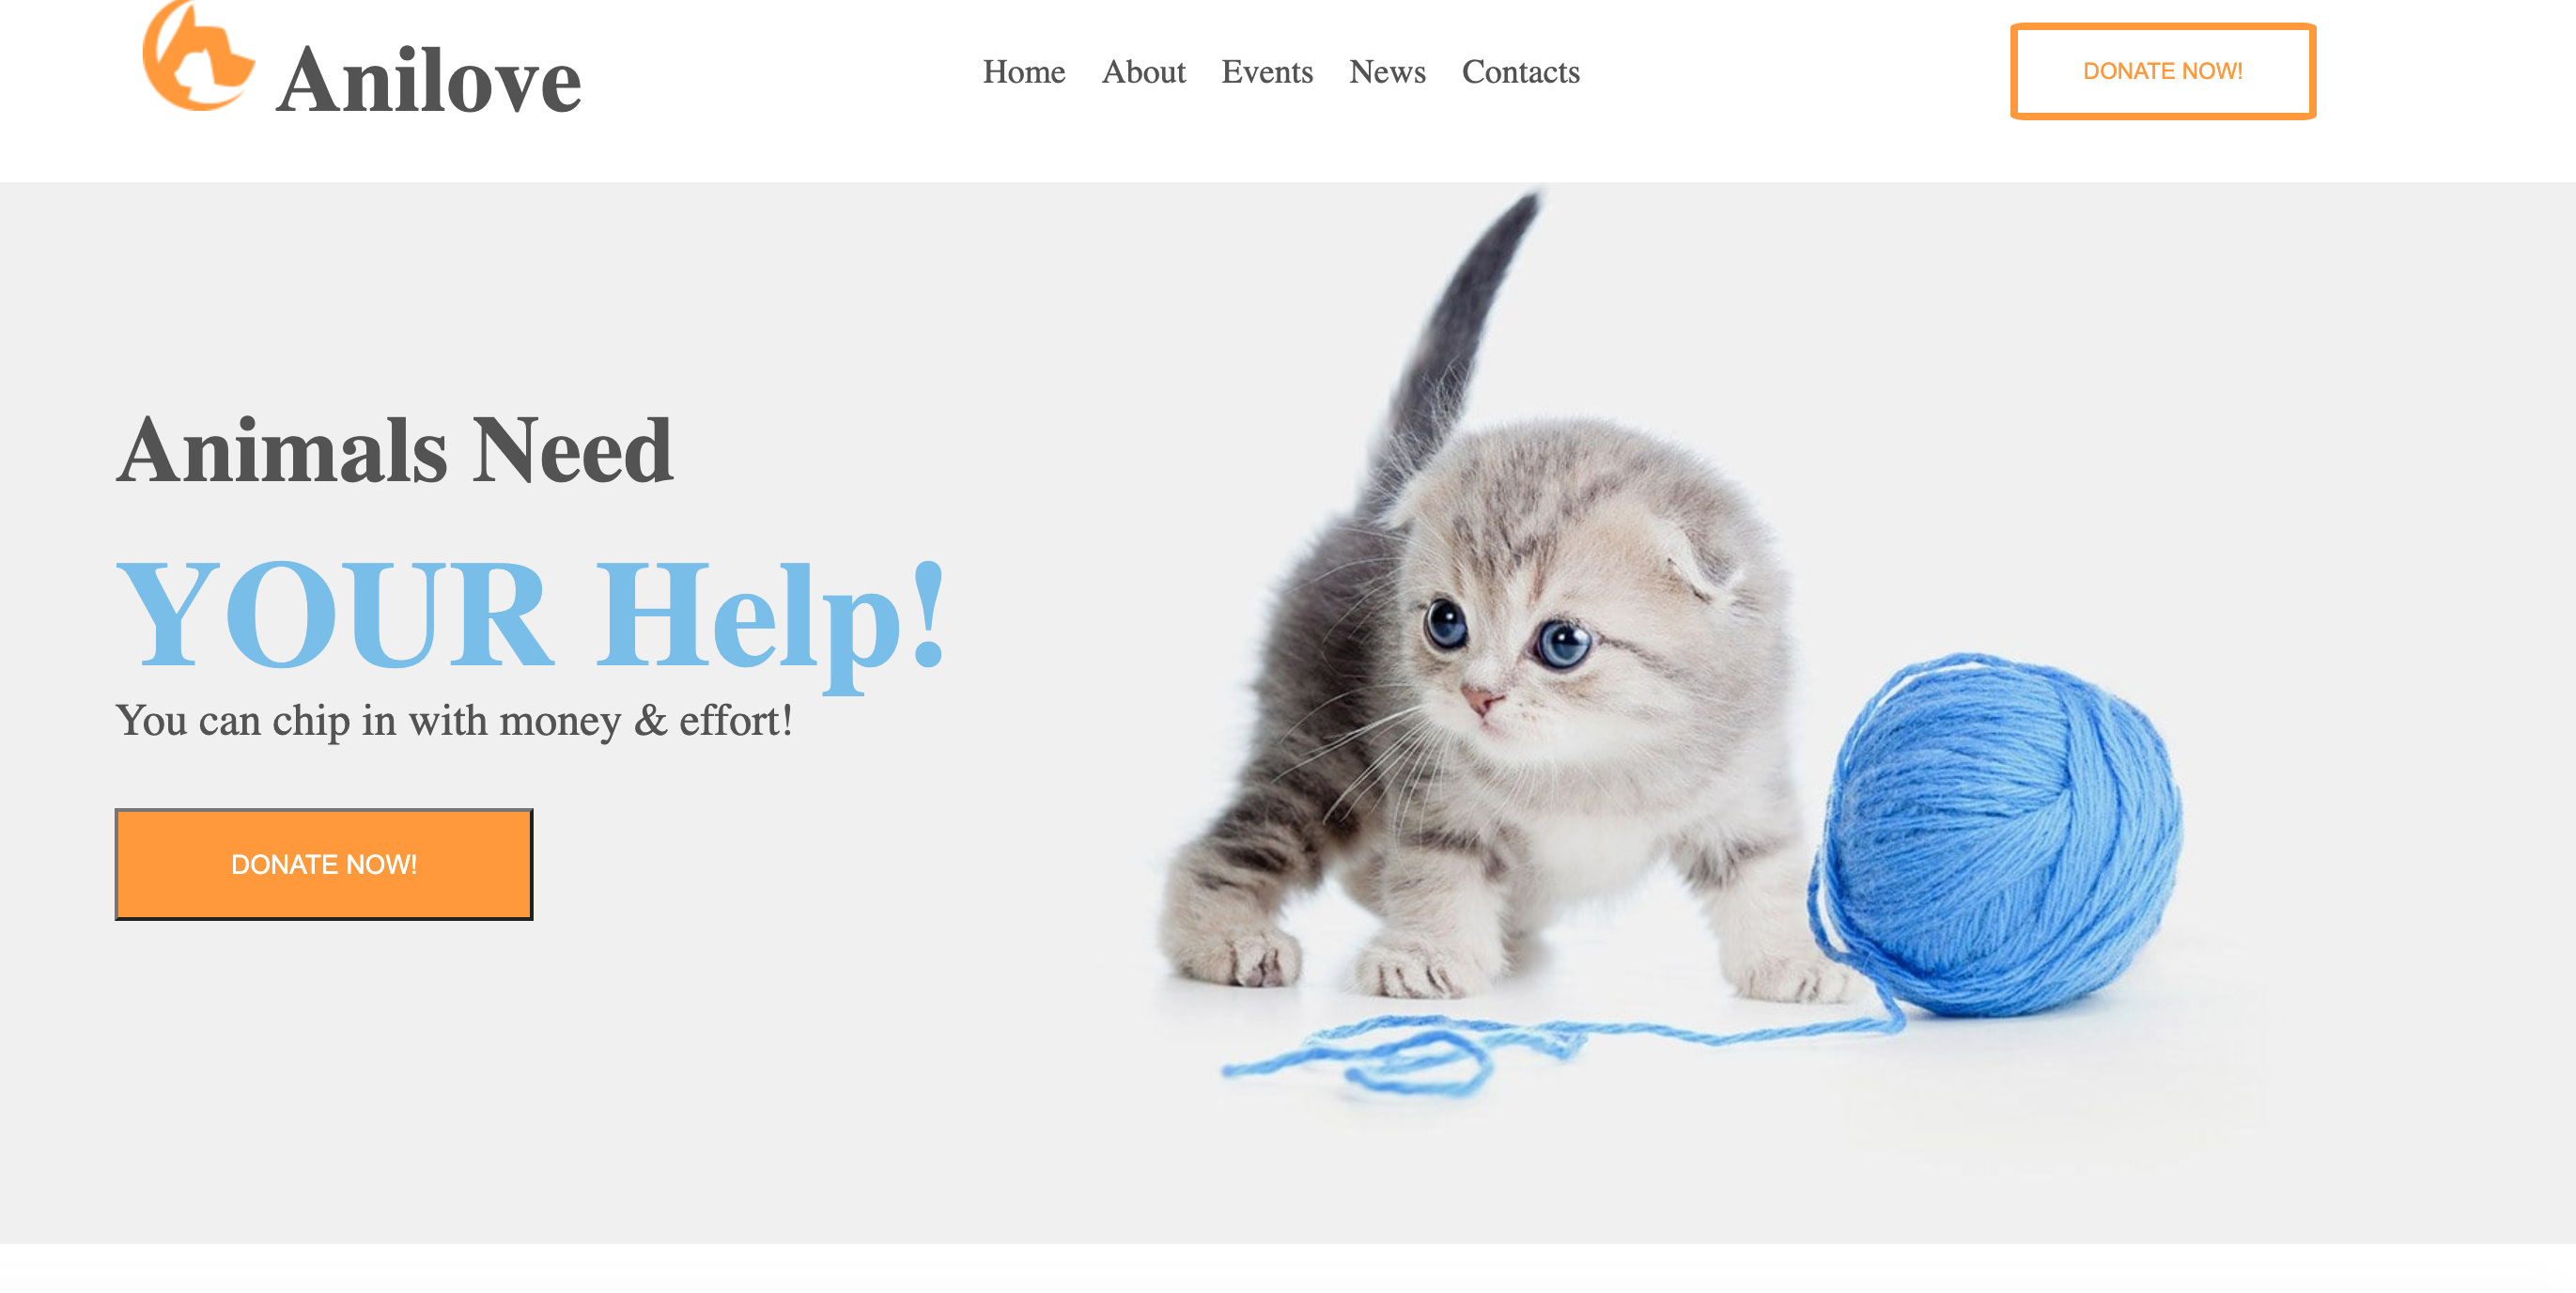 Anilove
Home About Events News Contacts
DONATE NOW!
Animals Need
YOUR Help!
You can chip in with money & effort!
DONATE NOW!